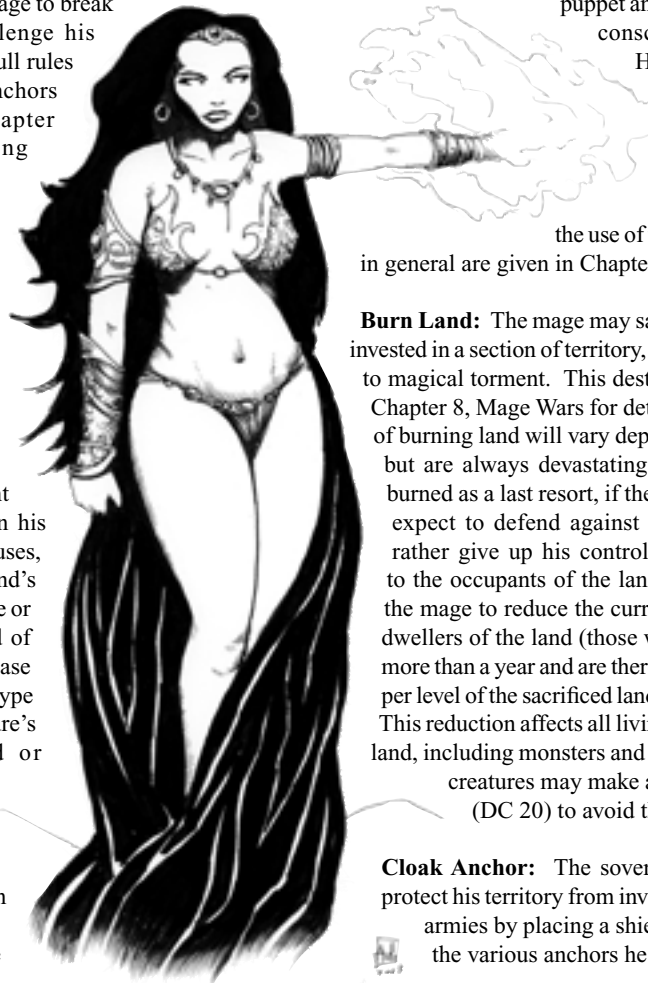 age to break
lenge his
ull rules
nchors
apter
ng
n his
uses,
nd's
e or
d of
ase
ype
re's
d or
n
puppet an
consc
H
the use of
in general are given in Chapte
Burn Land: The mage may sa
invested in a section of territory,
to magical torment. This dest
Chapter 8, Mage Wars for det
of burning land will vary dep
but are always devastating
burned as a last resort, if the
expect to defend against
rather give up his control
to the occupants of the lan
the mage to reduce the curr
dwellers of the land (those w
more than a year and are ther
per level of the sacrificed land
This reduction affects all livi
land, including monsters and
creatures may make a
(DC 20) to avoid t
Cloak Anchor: The sover
protect his territory from inv
armies by placing a shie
the various anchors he